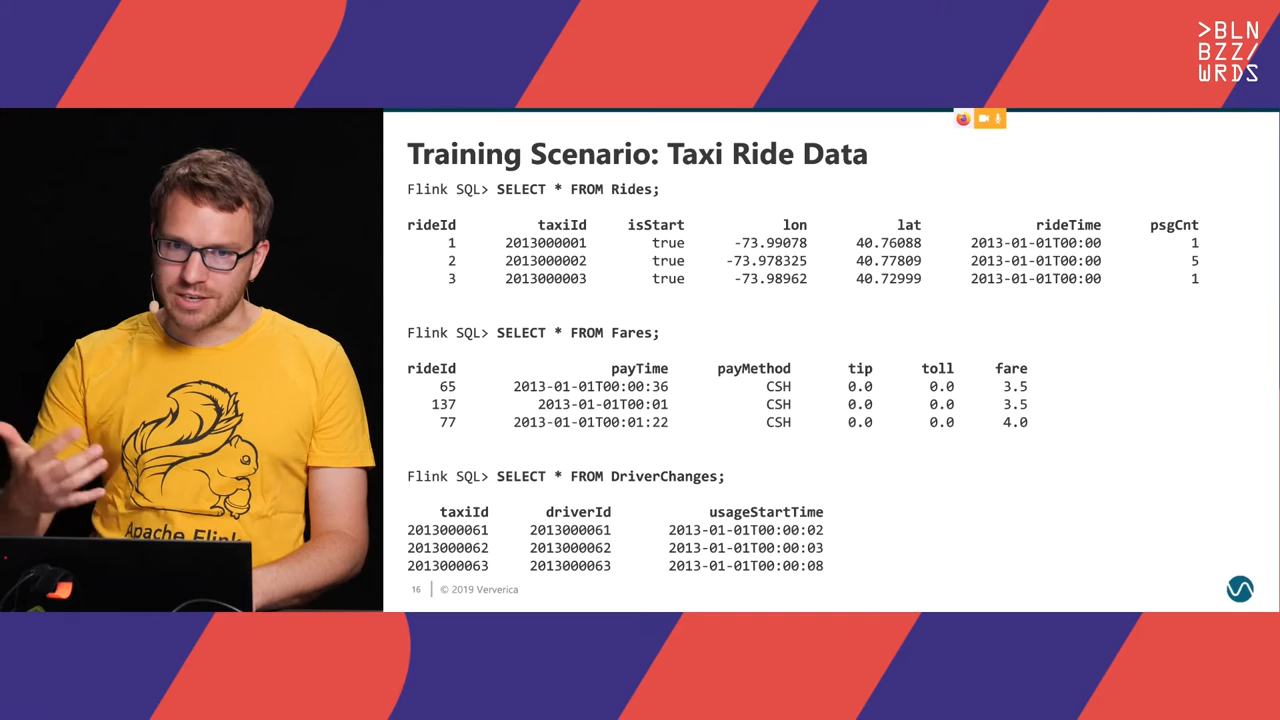 >BLN
BZZ/
WRDS
Training Scenario: Taxi Ride Data
Flink SQL> SELECT * FROM Rides;
rideId taxiId isStart lon lat rideTime psgCnt
1 2013000001 true -73.99078 40.76088 2013-01-01T00:00 1
2 2013000002 true -73.978325 40.77809 2013-01-01T00:00 5
3 2013000003 true -73.98962 40.72999 2013-01-01T00:00 1
Flink SQL> SELECT * FROM Fares;
rideId payTime payMethod tip toll fare
65 2013-01-01T00:00:36 CSH 0.0 0.0 3.5
137 2013-01-01T00:01 CSH 0.0 0.0 3.5
77 2013-01-01T00:01:22 CSH 0.0 0.0 4.0
Flink SQL> SELECT * FROM DriverChanges;
taxiId driverId usageStartTime
2013000061 2013000061 2013-01-01T00:00:02
2013000062 2013000062 2013-01-01T00:00:03
2013000063 2013000063 2013-01-01T00:00:08
16 | © 2019 Ververica
Apache Flink